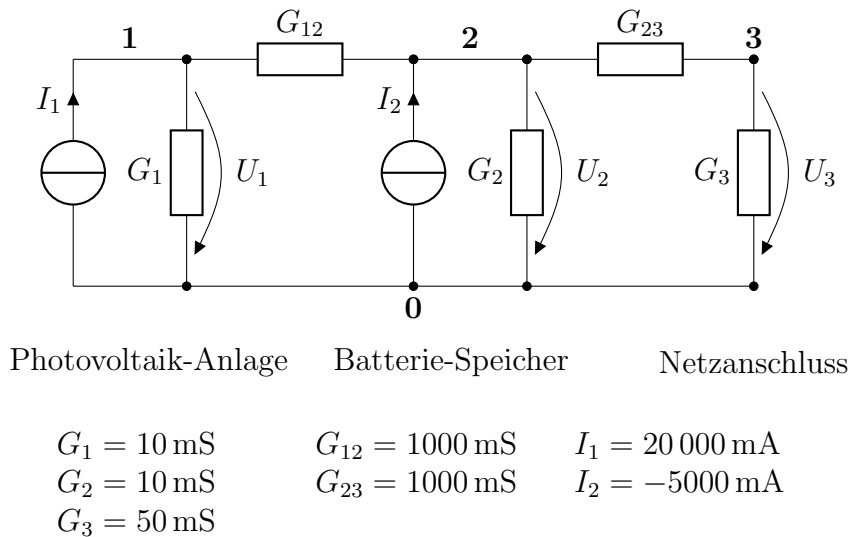 G₁₂ G₂₃
1 2 3
I₁ I₂
G₁ U₁ G₂ U₂ G₃ U₃
0
Photovoltaik-Anlage Batterie-Speicher Netzanschluss
G₁ = 10 mS G₁₂ = 1000 mS I₁ = 20 000 mA
G₂ = 10 mS G₂₃ = 1000 mS I₂ = −5000 mA
G₃ = 50 mS